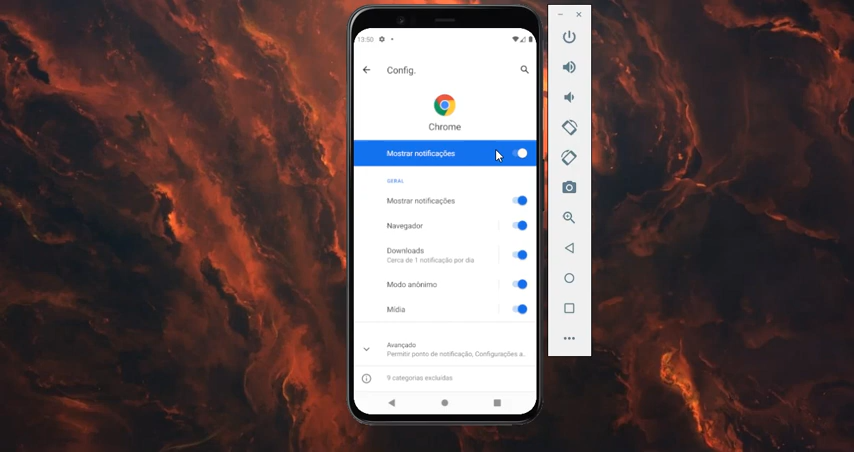 13:50
Config.
Chrome
Mostrar notificações
GERAL
Mostrar notificações
Navegador
Downloads
Cerca de 1 notificação por dia
Modo anônimo
Mídia
Avançado
Permitir ponto de notificação, Configurações a..
9 categorias excluídas